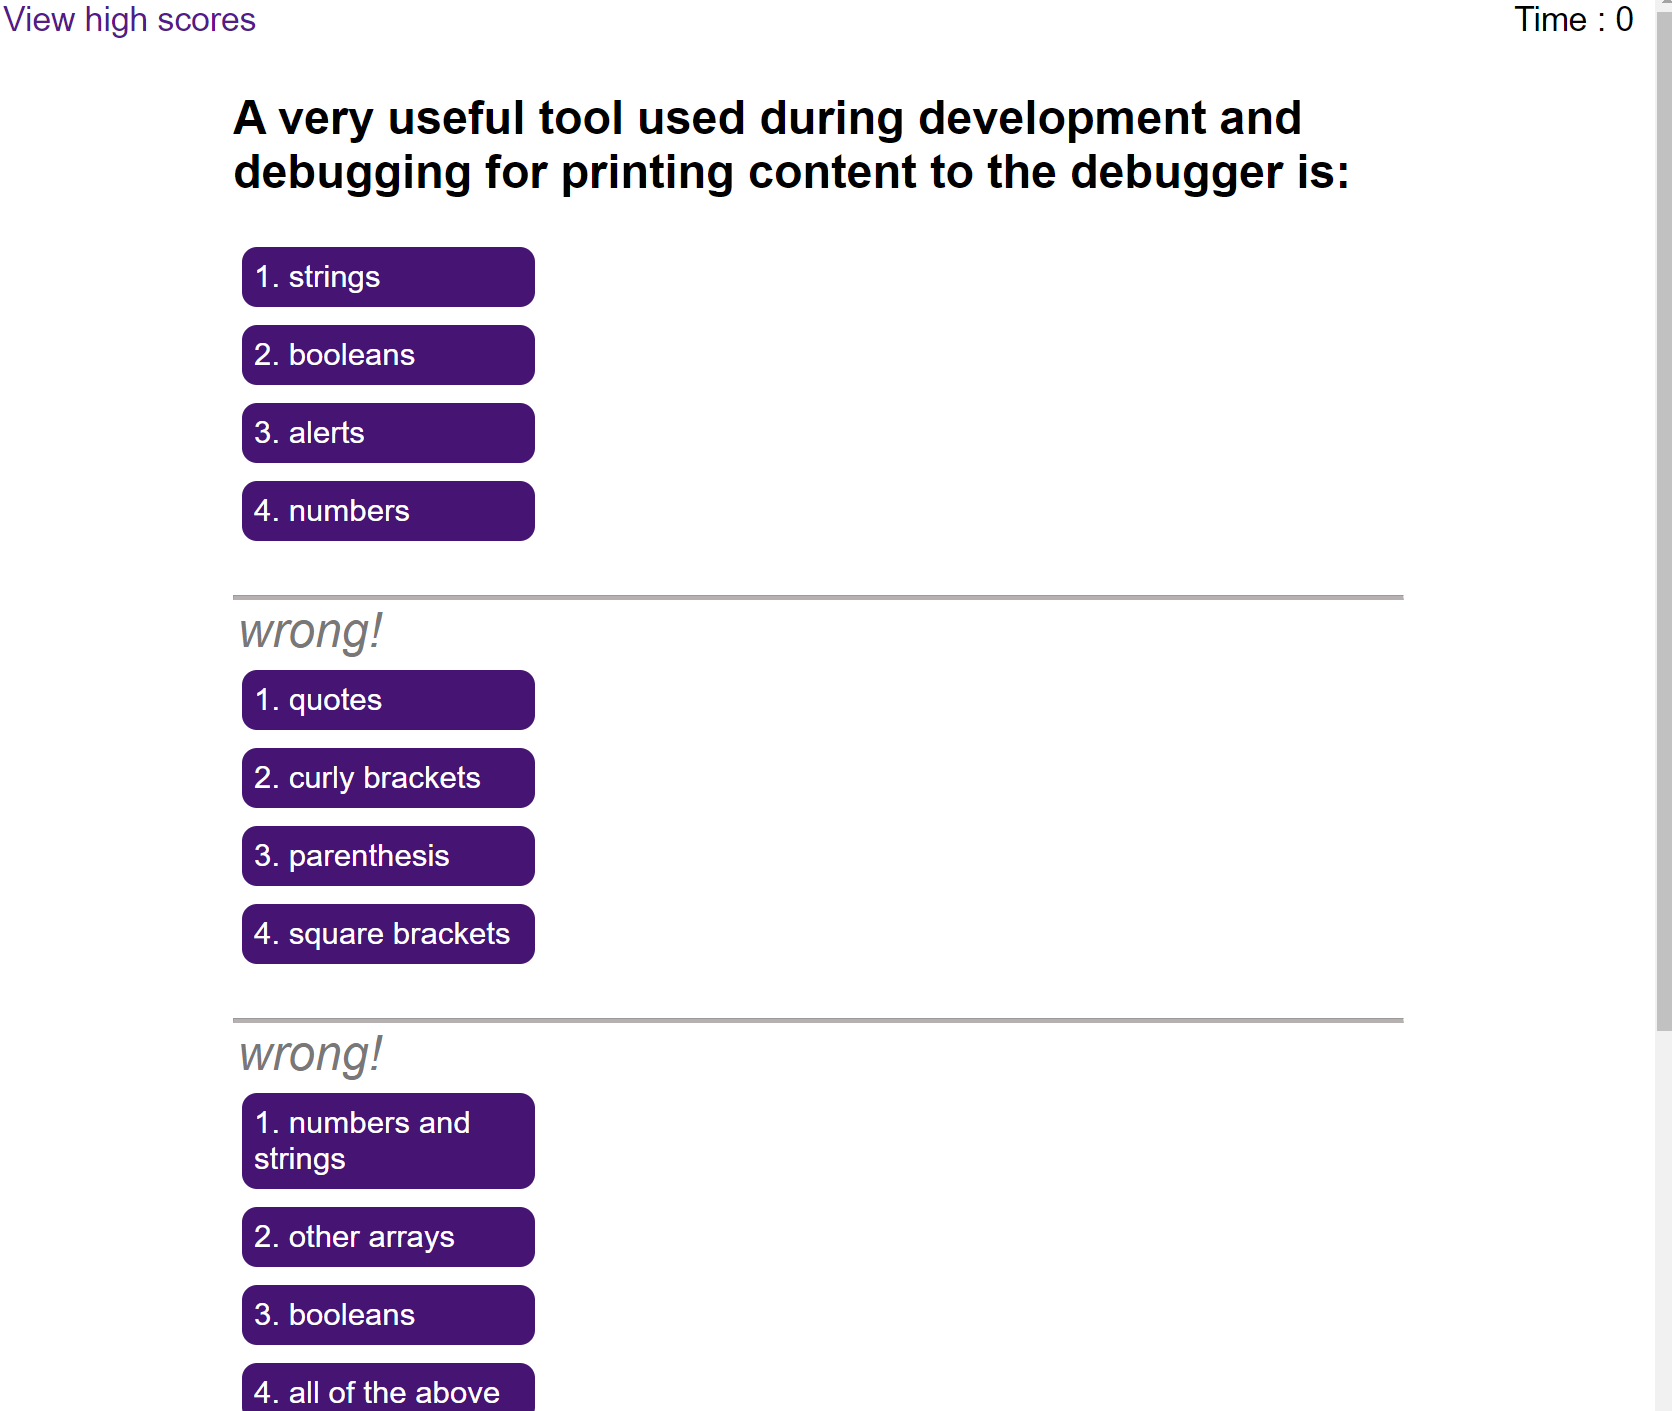 View high scores
Time : 0
A very useful tool used during development and
debugging for printing content to the debugger is:
1. strings
2. booleans
3. alerts
4. numbers
wrong!
1. quotes
2. curly brackets
3. parenthesis
4. square brackets
wrong!
1. numbers and
strings
2. other arrays
3. booleans
4. all of the above